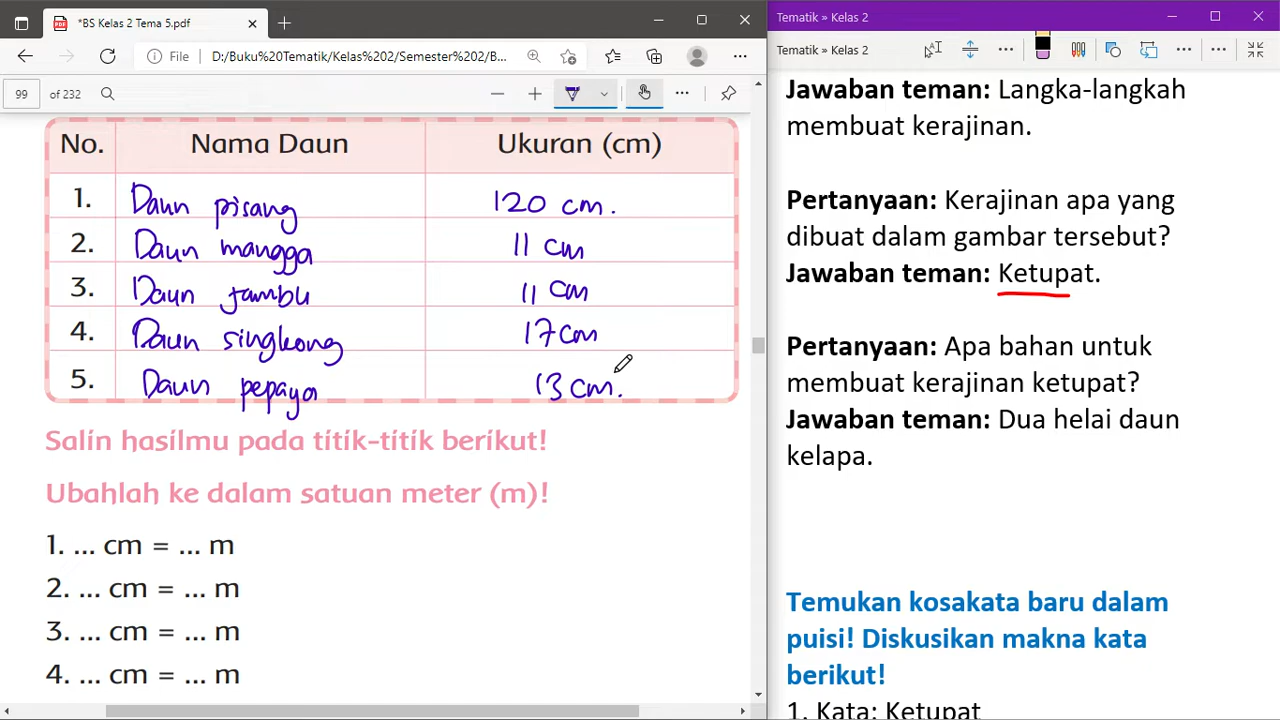 *BS Kelas 2 Tema 5.pdf
File
D:/Buku%20Tematik/kelas%202/Semester%202/B...
99 of 232
No. Nama Daun Ukuran (cm)
1. Daun pisang 120 cm.
2. Daun mangga 11 cm
3. Daun jambu 11 cm
4. Daun singkong 17 cm
5. Daun pepaya 13 cm.
Salin hasilmu pada titik-titik berikut!
Ubahlah ke dalam satuan meter (m)!
1. ... cm = ... m
2. ... cm = ... m
3. ... cm = ... m
4. ... cm = ... m
Tematik » Kelas 2
Tematik » Kelas 2
Jawaban teman: Langka-langkah
membuat kerajinan.
Pertanyaan: Kerajinan apa yang
dibuat dalam gambar tersebut?
Jawaban teman: Ketupat.
Pertanyaan: Apa bahan untuk
membuat kerajinan ketupat?
Jawaban teman: Dua helai daun
kelapa.
Temukan kosakata baru dalam
puisi! Diskusikan makna kata
berikut!
1. Kata: Ketupat